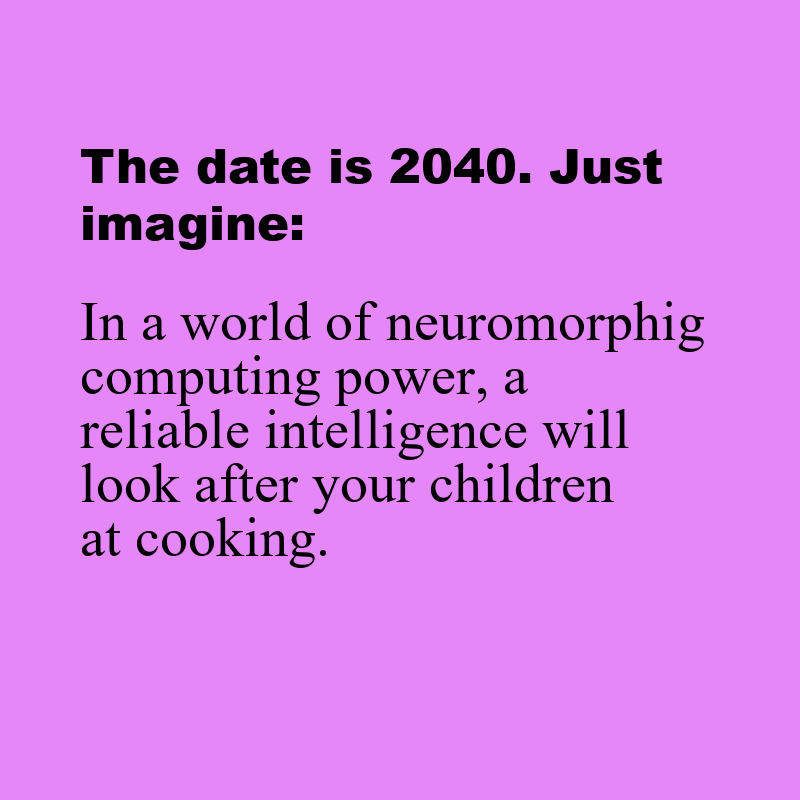 The date is 2040. Just
imagine:
In a world of neuromorphig
computing power, a
reliable intelligence will
look after your children
at cooking.